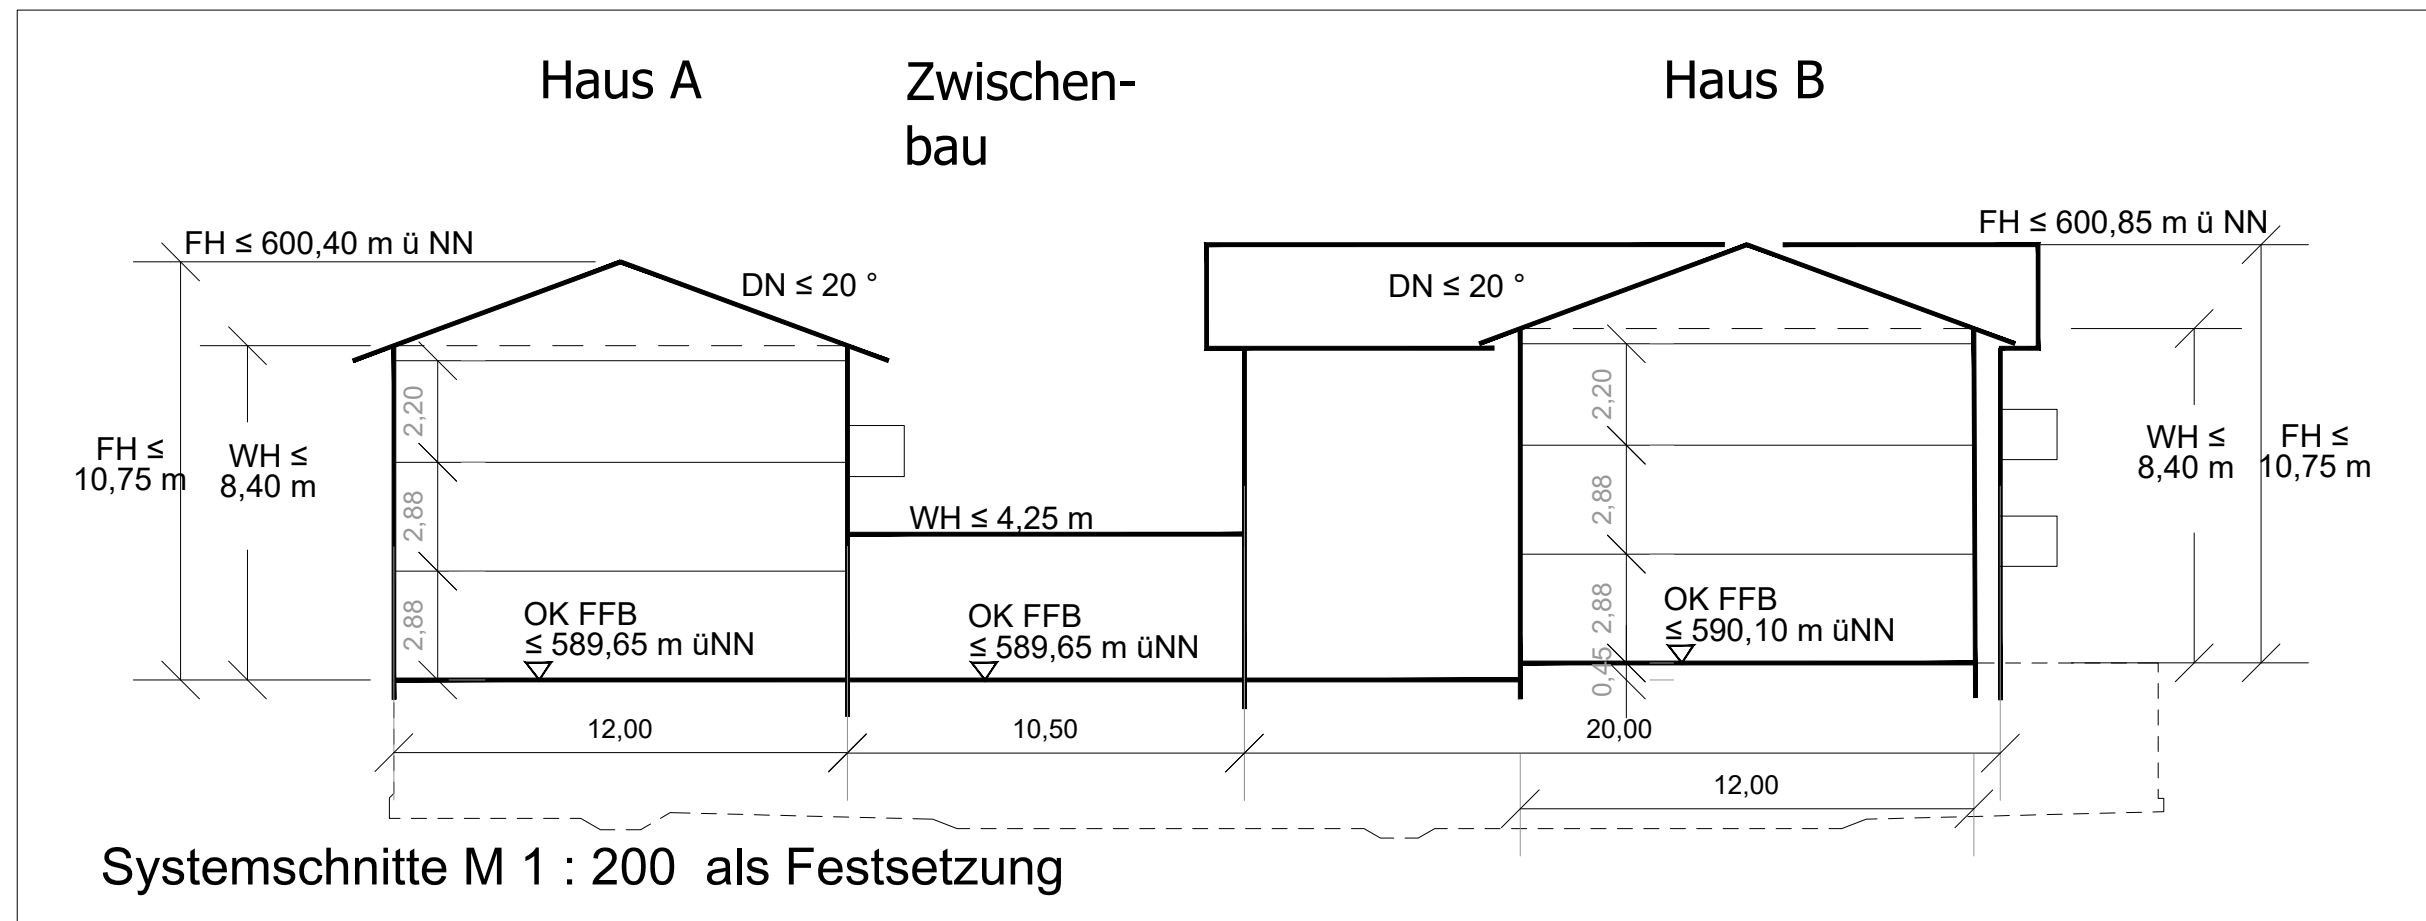 Haus A
Zwischen-
bau
Haus B
FH ≤ 600,40 m ü NN
FH ≤ 600,85 m ü NN
DN ≤ 20 °
DN ≤ 20 °
FH ≤
10,75 m
WH ≤
8,40 m
2,20
2,88
2,88
WH ≤ 4,25 m
OK FFB
≤ 589,65 m üNN
OK FFB
≤ 589,65 m üNN
2,20
2,88
2,88
0,45
OK FFB
≤ 590,10 m üNN
WH ≤
8,40 m
FH ≤
10,75 m
12,00
10,50
20,00
12,00
Systemschnitte M 1 : 200 als Festsetzung